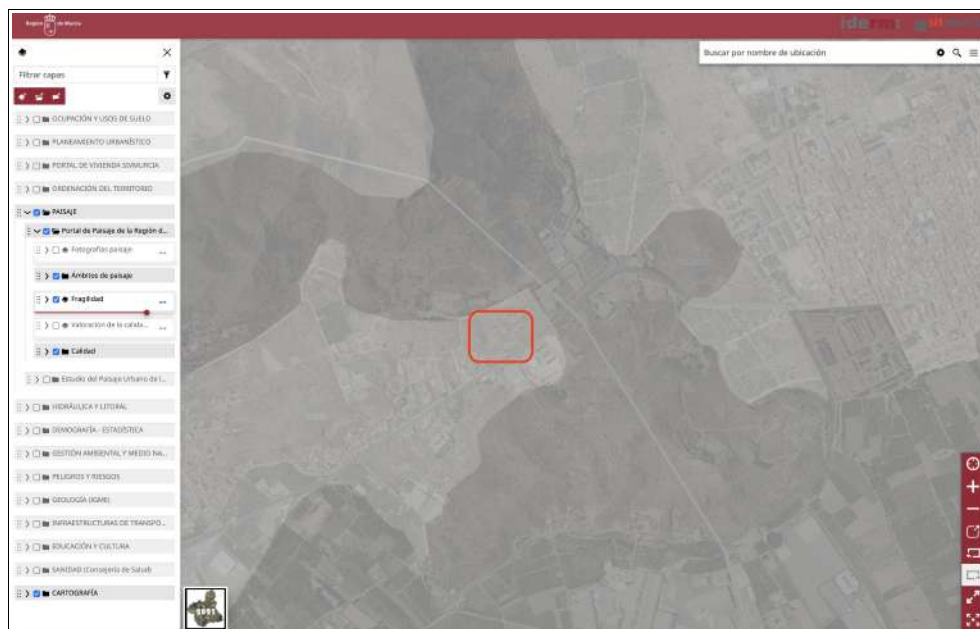 Región de Murcia
iderm:
sit
Filtrar capas
OCUPACIÓN Y USOS DE SUELO
PLANEAMIENTO URBANÍSTICO
PORTAL DE VIVIENDA SIVIMURCIA
ORDENACIÓN DEL TERRITORIO
PAISAJE
Portal de Paisaje de la Región d...
Fotografías paisaje
Ámbitos de paisaje
Fragilidad
Valoración de la calida...
Calidad
Estudio del Paisaje Urbano de l...
HIDRÁULICA Y LITORAL
DEMOGRAFÍA - ESTADÍSTICA
GESTIÓN AMBIENTAL Y MEDIO NA...
PELIGROS Y RIESGOS
GEOLOGÍA (IGME)
INFRAESTRUCTURAS DE TRANSPO...
EDUCACIÓN Y CULTURA
SANIDAD (Consejería de Salud)
CARTOGRAFÍA
Buscar por nombre de ubicación